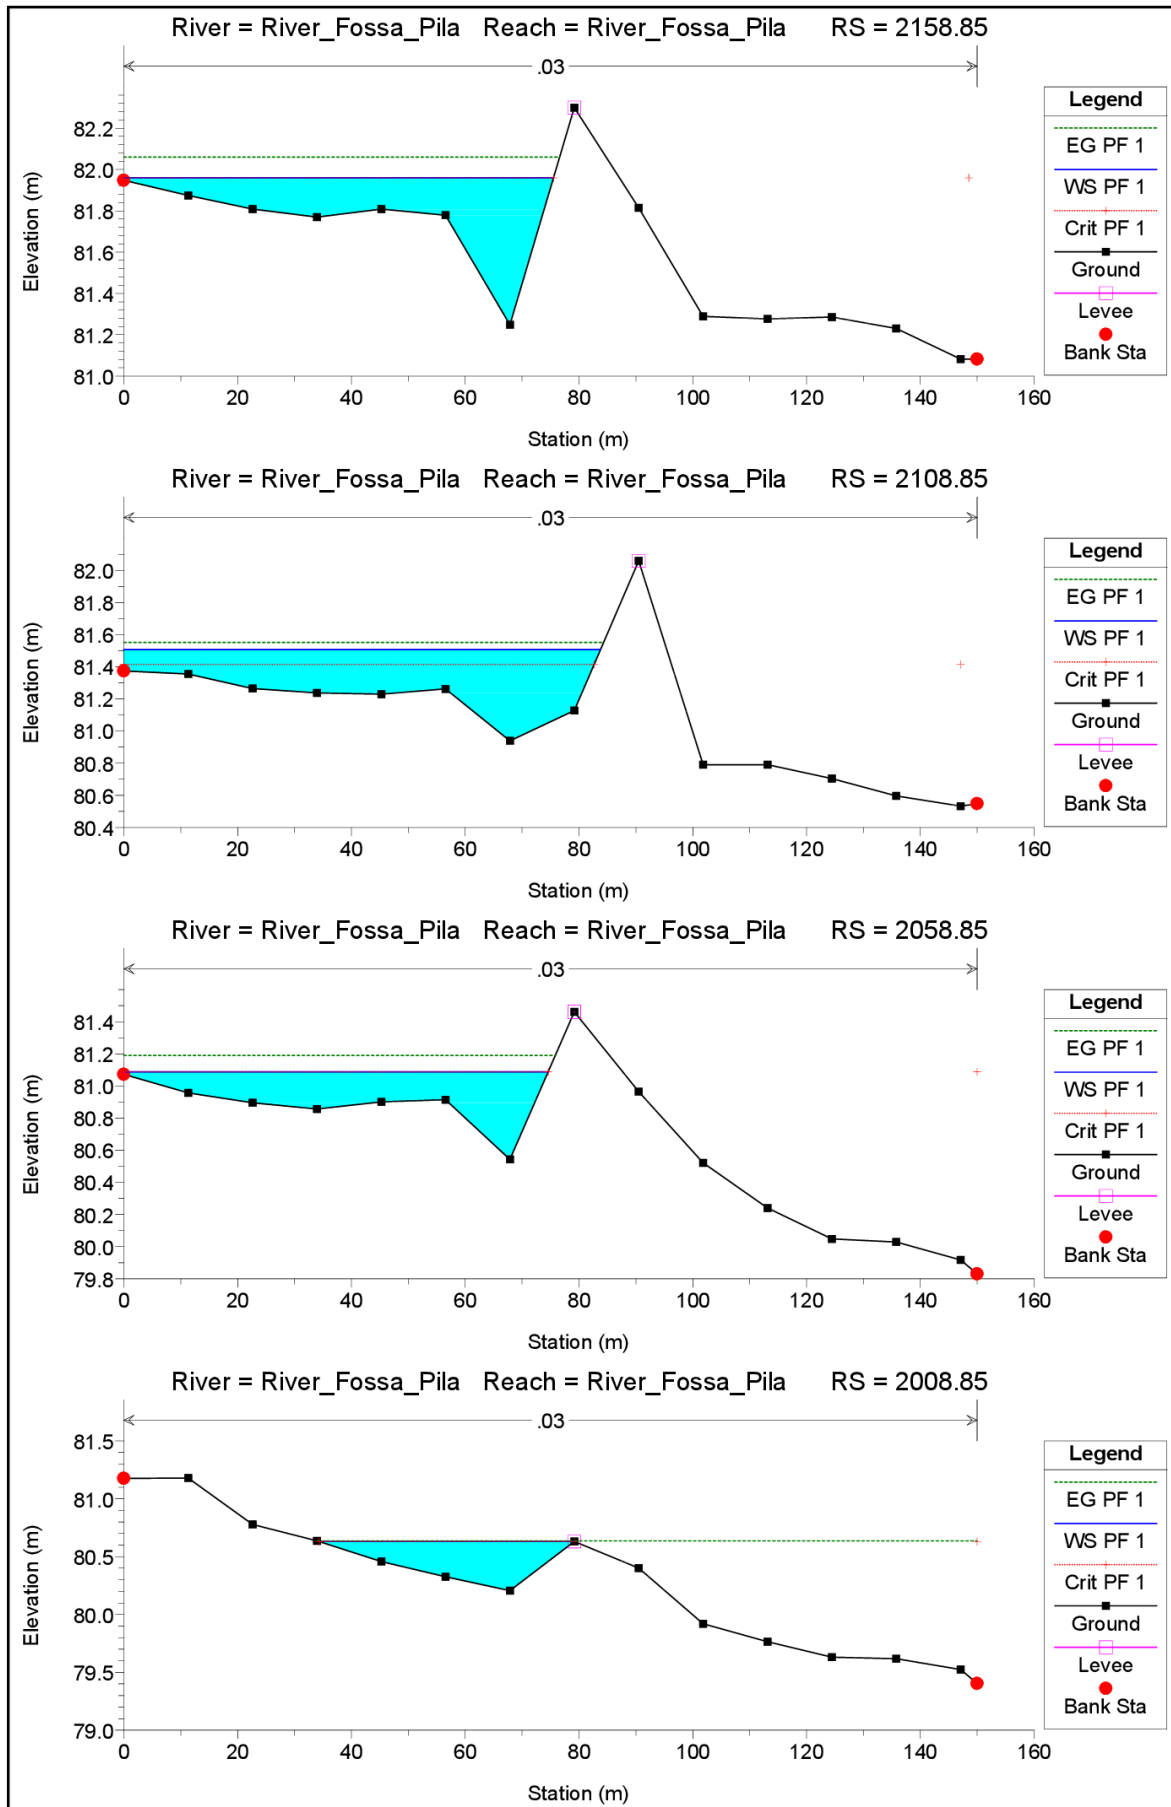 River = River_Fossa_Pila Reach = River_Fossa_Pila RS = 2158.85
.03
Elevation (m)
82.2
82.0
81.8
81.6
81.4
81.2
81.0
0 20 40 60 80 100 120 140 160
Station (m)
Legend
EG PF 1
WS PF 1
Crit PF 1
Ground
Levee
Bank Sta
River = River_Fossa_Pila Reach = River_Fossa_Pila RS = 2108.85
.03
Elevation (m)
82.0
81.8
81.6
81.4
81.2
81.0
80.8
80.6
80.4
0 20 40 60 80 100 120 140 160
Station (m)
Legend
EG PF 1
WS PF 1
Crit PF 1
Ground
Levee
Bank Sta
River = River_Fossa_Pila Reach = River_Fossa_Pila RS = 2058.85
.03
Elevation (m)
81.4
81.2
81.0
80.8
80.6
80.4
80.2
80.0
79.8
0 20 40 60 80 100 120 140 160
Station (m)
Legend
EG PF 1
WS PF 1
Crit PF 1
Ground
Levee
Bank Sta
River = River_Fossa_Pila Reach = River_Fossa_Pila RS = 2008.85
.03
Elevation (m)
81.5
81.0
80.5
80.0
79.5
79.0
0 20 40 60 80 100 120 140 160
Station (m)
Legend
EG PF 1
WS PF 1
Crit PF 1
Ground
Levee
Bank Sta